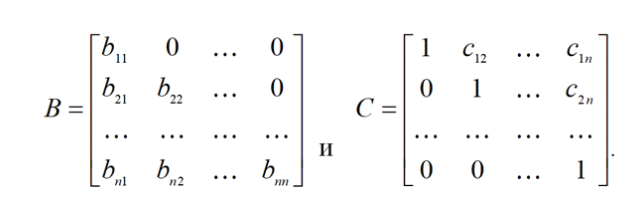 B = [ b₁₁ 0 … 0
b₂₁ b₂₂ … 0
… … … …
bₙ₁ bₙ₂ … bₙₙ ]
и
C = [ 1 c₁₂ … c₁ₙ
0 1 … c₂ₙ
… … … …
0 0 … 1 ].